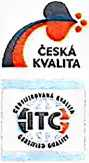 ČESKÁ
KVALITA
CERTIFIKOVANÁ KVALITA
ITC
CERTIFIED QUALITY